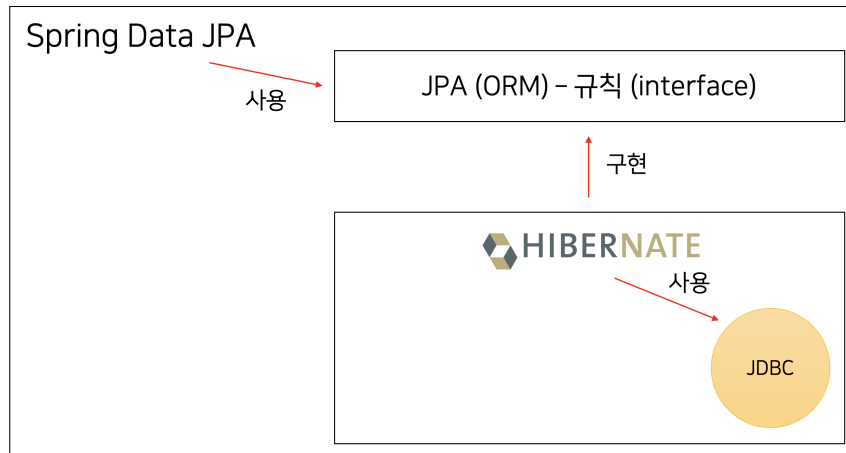 Spring Data JPA
사용
JPA (ORM) – 규칙 (interface)
구현
HIBERNATE
사용
JDBC